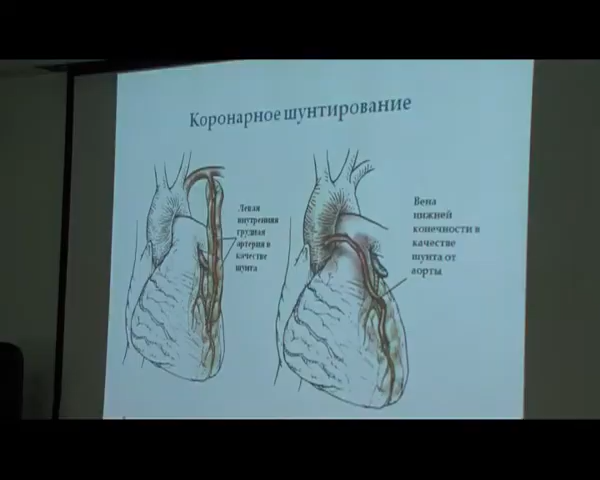 Коронарное шунтирование
Левая
внутренняя
грудная
артерия в
качестве
шунта
Вена
нижней
конечности в
качестве
шунта от
аорты